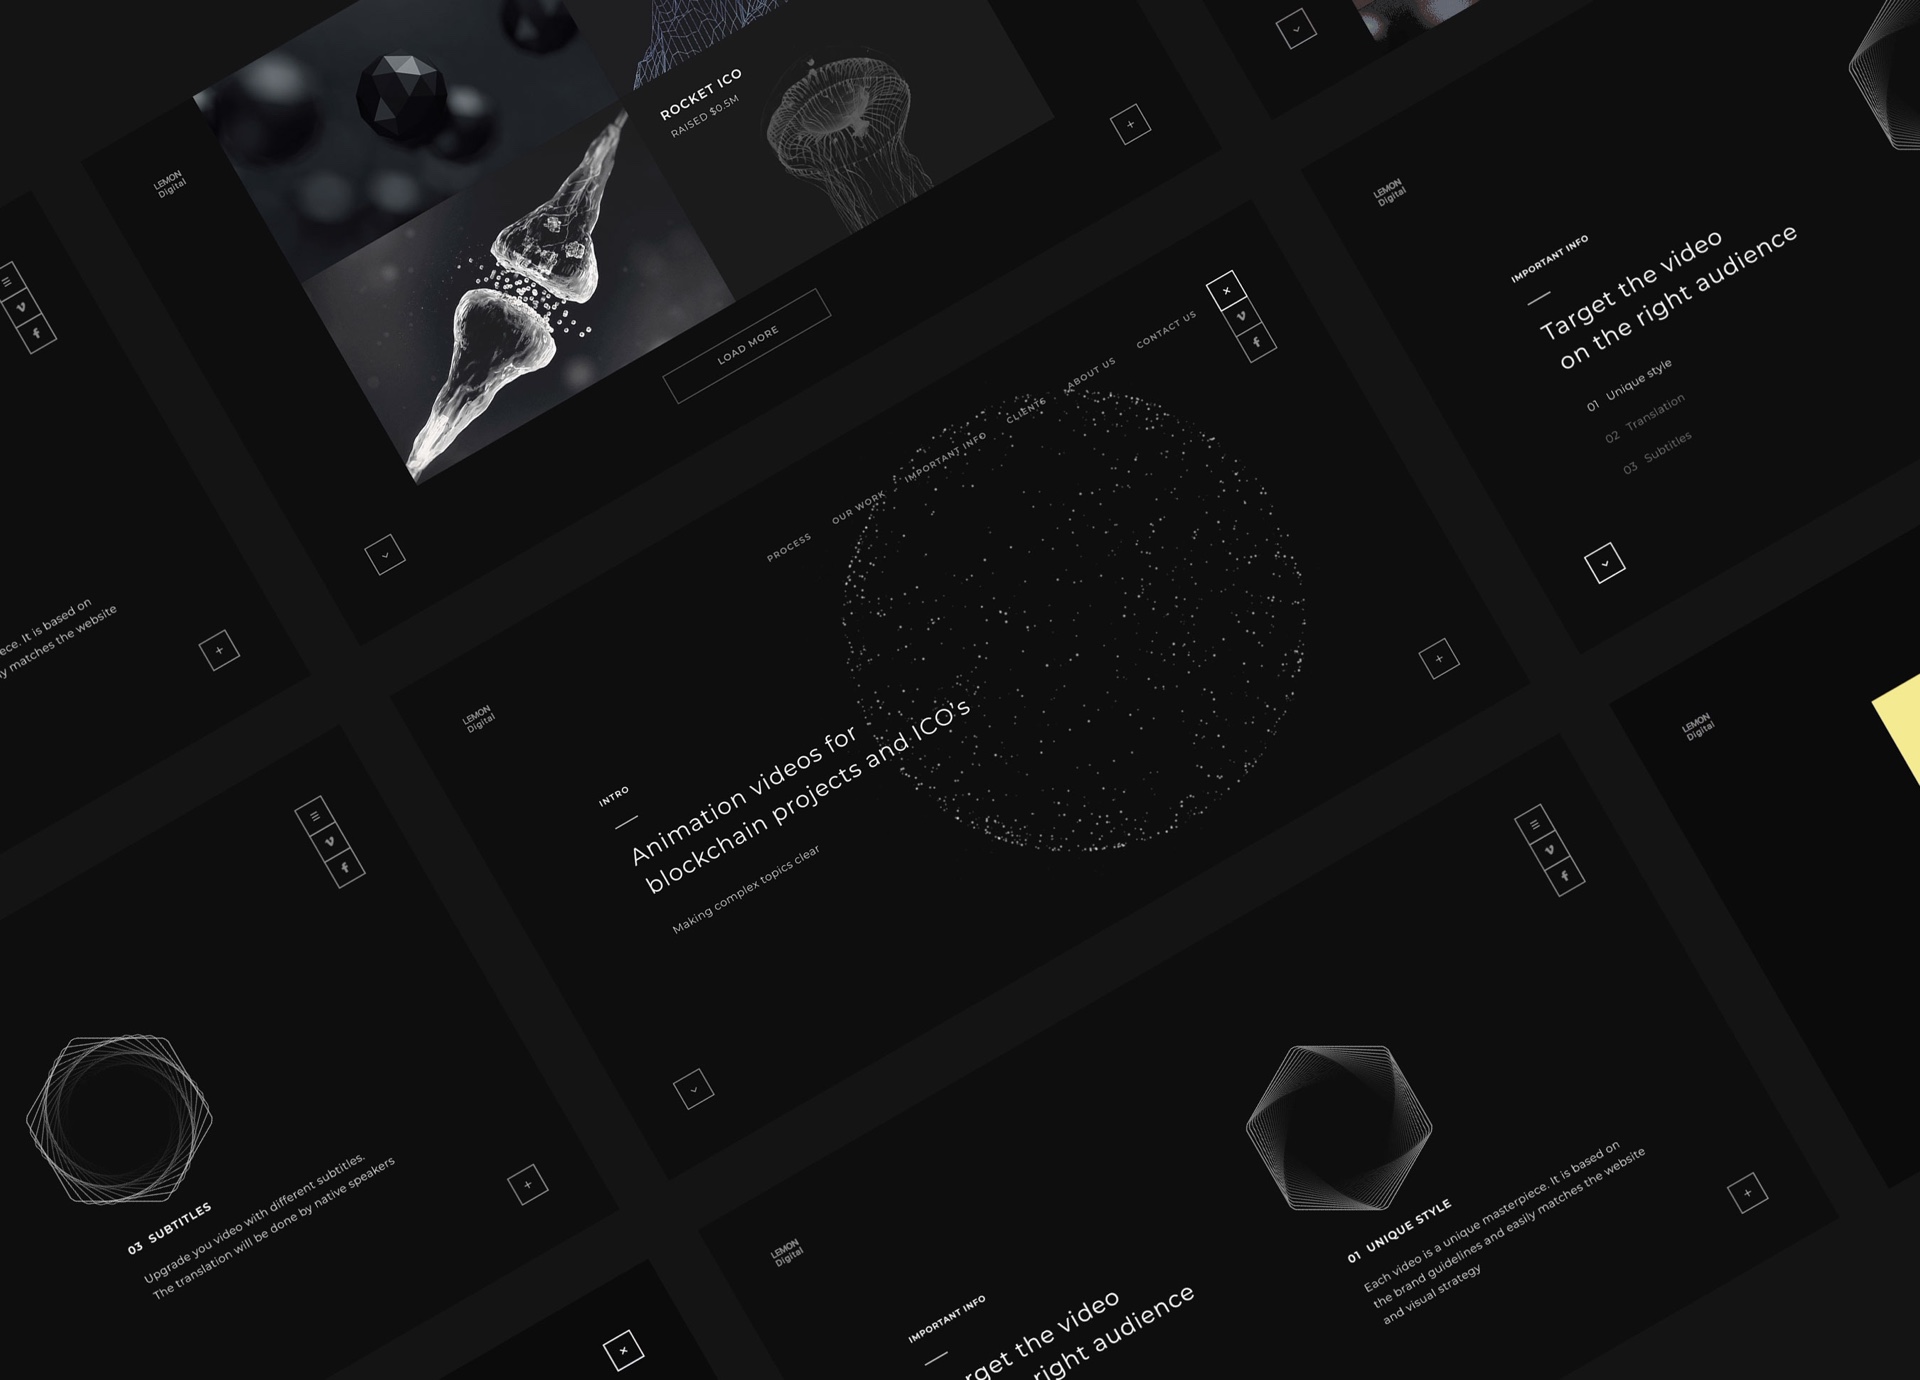 LEMON
Digital
ROCKET ICO
RAISED $0.5M
LOAD MORE
LEMON
Digital
IMPORTANT INFO
Target the video
on the right audience
01 Unique style
02 Translation
03 Subtitles
ece. It is based on
y matches the website
PROCESS
OUR WORK
IMPORTANT INFO
CLIENTS
ABOUT US
CONTACT US
LEMON
Digital
INTRO
Animation videos for
blockchain projects and ICO's
Making complex topics clear
LEMON
Digital
03 SUBTITLES
Upgrade you video with different subtitles.
The translation will be done by native speakers
LEMON
Digital
IMPORTANT INFO
rget the video
right audience
01 UNIQUE STYLE
Each video is a unique masterpiece. It is based on
the brand guidelines and easily matches the website
and visual strategy